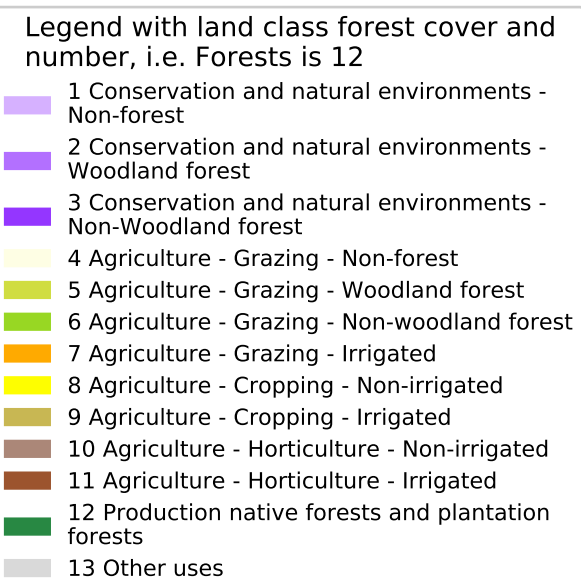 Legend with land class forest cover and
number, i.e. Forests is 12
1 Conservation and natural environments -
Non-forest
2 Conservation and natural environments -
Woodland forest
3 Conservation and natural environments -
Non-Woodland forest
4 Agriculture - Grazing - Non-forest
5 Agriculture - Grazing - Woodland forest
6 Agriculture - Grazing - Non-woodland forest
7 Agriculture - Grazing - Irrigated
8 Agriculture - Cropping - Non-irrigated
9 Agriculture - Cropping - Irrigated
10 Agriculture - Horticulture - Non-irrigated
11 Agriculture - Horticulture - Irrigated
12 Production native forests and plantation
forests
13 Other uses